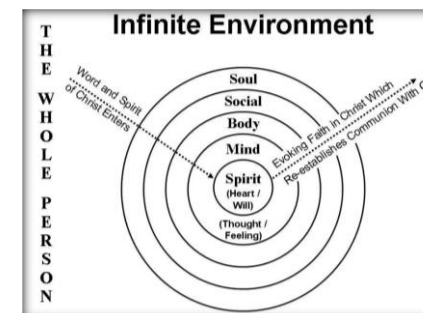 Infinite Environment
THE WHOLE PERSON
Word and Spirit
of Christ Enters
Soul
Social
Body
Mind
Spirit
(Heart /
Will)
(Thought /
Feeling)
Evoking Faith in Christ Which
Re-establishes Communion With